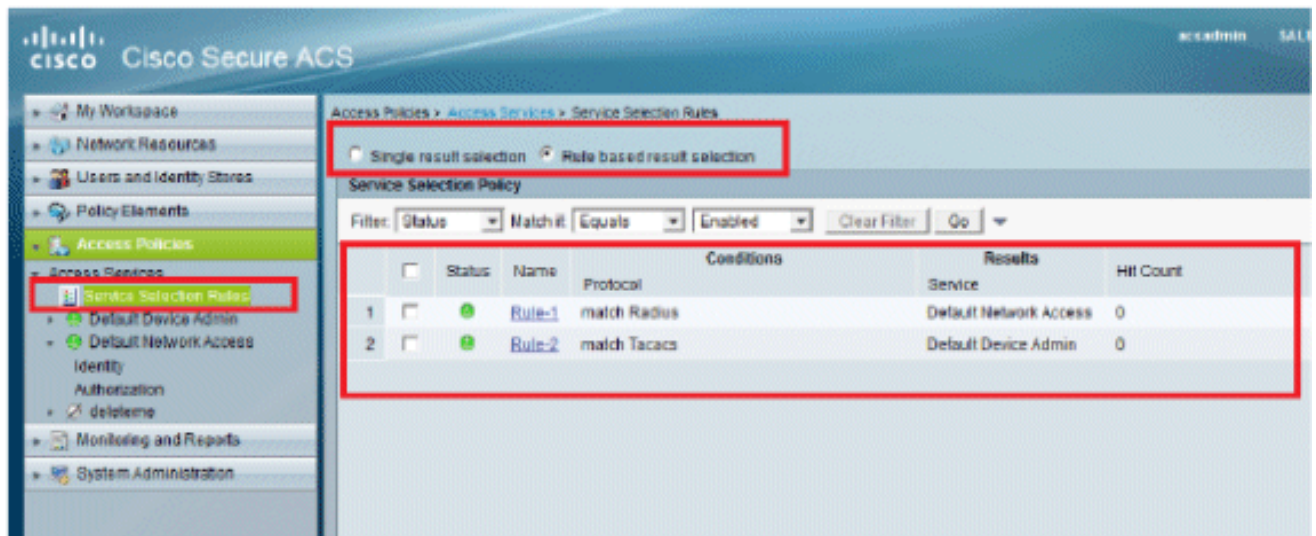 CISCO Cisco Secure ACS
acsadmin
My Workspace
Network Resources
Users and Identity Stores
Policy Elements
Access Policies
Access Services
Service Selection Rules
Default Device Admin
Default Network Access
Identity
Authorization
deleteme
Monitoring and Reports
System Administration
Access Policies > Access Services > Service Selection Rules
Single result selection Rule based result selection
Service Selection Policy
Filter: Status Match if: Equals Enabled Clear Filter Go
Conditions Results
Status Name Protocol Service Hit Count
1 Rule-1 match Radius Default Network Access 0
2 Rule-2 match Tacacs Default Device Admin 0